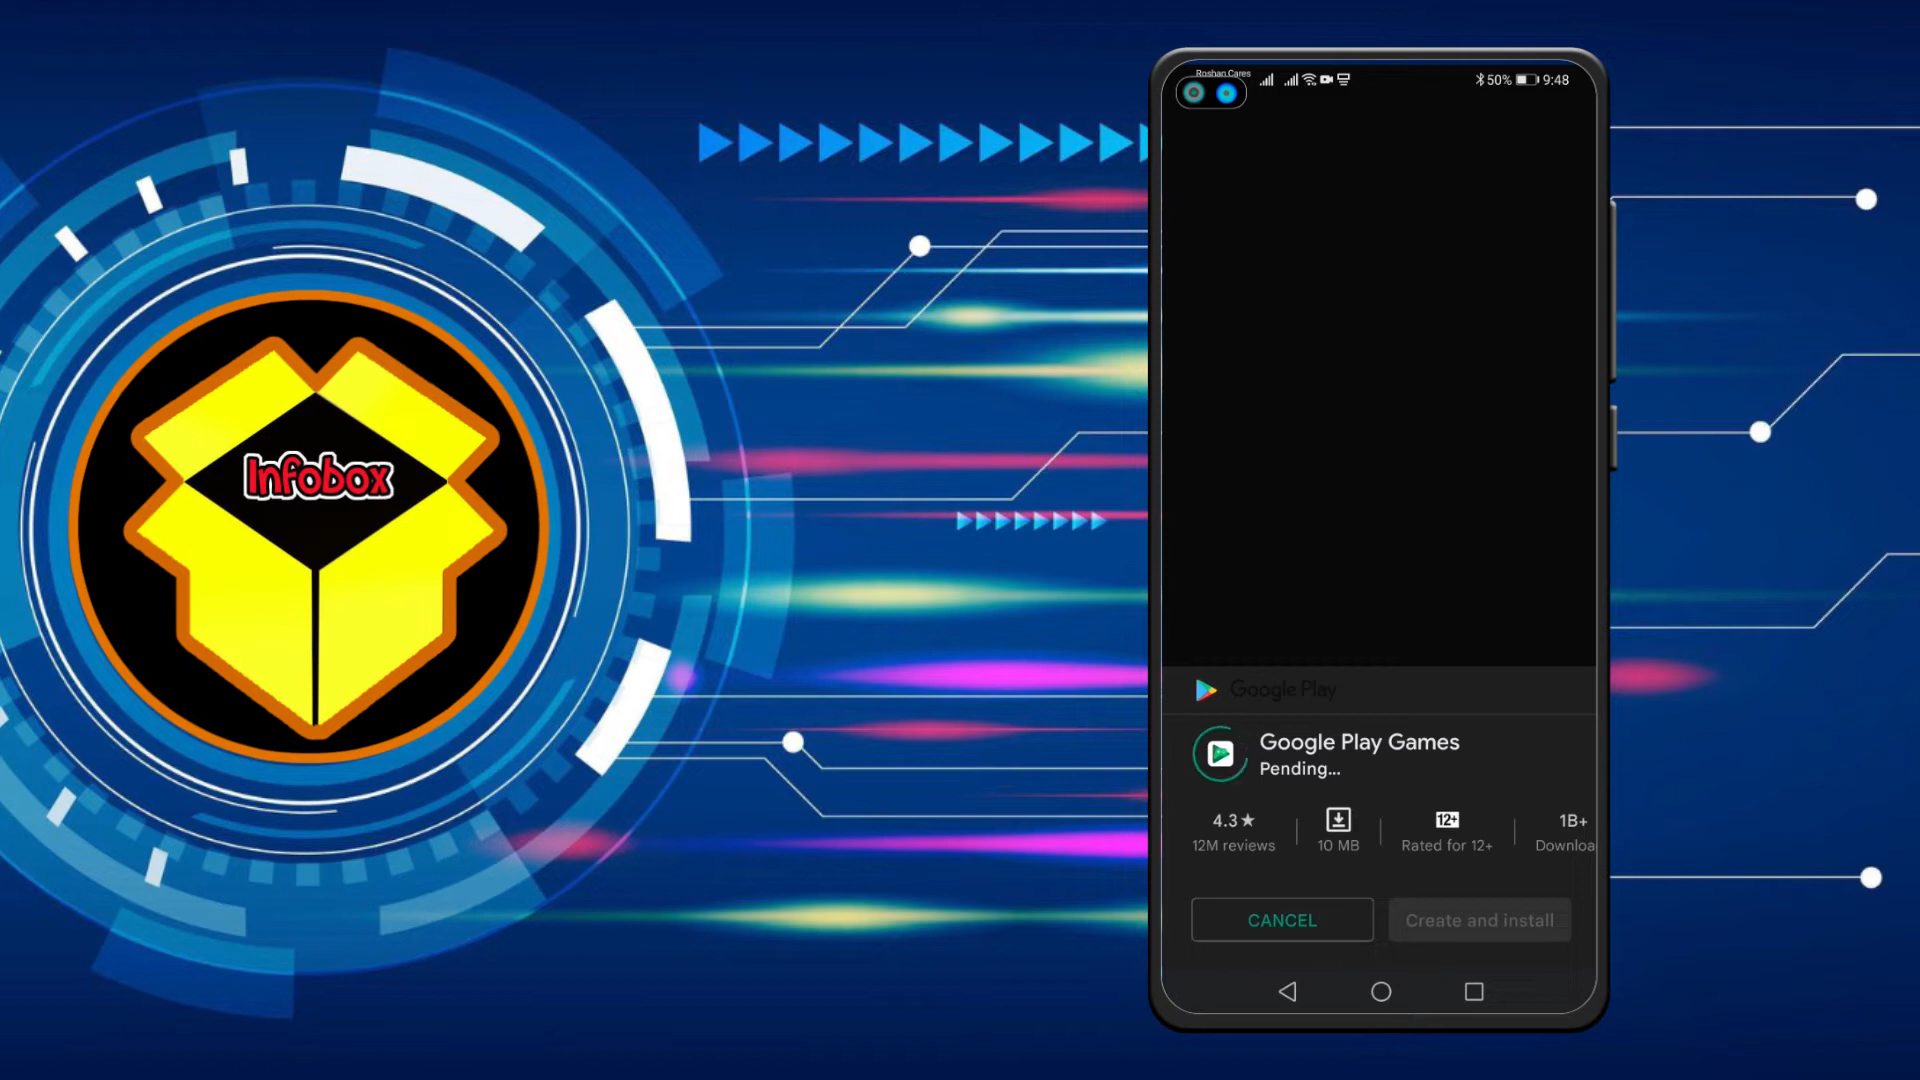 Infobox
Roshan Cares
50% 9:48
Google Play
Google Play Games
Pending...
4.3★
12M reviews
10 MB
12+
Rated for 12+
1B+
Downloa
CANCEL
Create and install